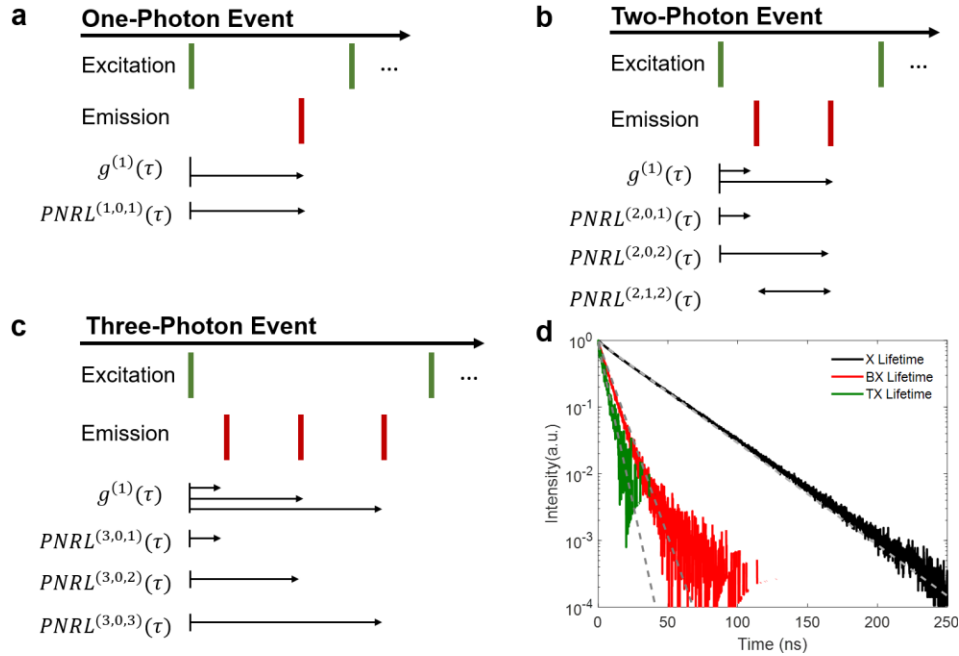 a
One-Photon Event
Excitation
...
Emission
g^{(1)}(τ)
PNRL^{(1,0,1)}(τ)
b
Two-Photon Event
Excitation
...
Emission
g^{(1)}(τ)
PNRL^{(2,0,1)}(τ)
PNRL^{(2,0,2)}(τ)
PNRL^{(2,1,2)}(τ)
c
Three-Photon Event
Excitation
...
Emission
g^{(1)}(τ)
PNRL^{(3,0,1)}(τ)
PNRL^{(3,0,2)}(τ)
PNRL^{(3,0,3)}(τ)
d
X Lifetime
BX Lifetime
TX Lifetime
Intensity(a.u.)
10^0
10^{-1}
10^{-2}
10^{-3}
10^{-4}
0 50 100 150 200 250
Time (ns)